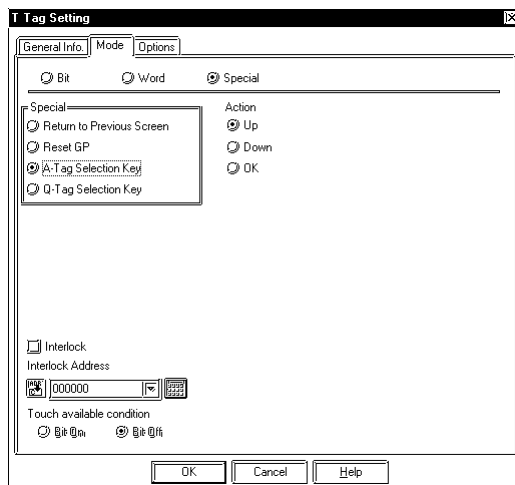 T Tag Setting
General Info. Mode Options
Bit Word Special
Special Action
Return to Previous Screen Up
Reset GP Down
A-Tag Selection Key OK
Q-Tag Selection Key
Interlock
Interlock Address
000000
Touch available condition
Bit On Bit Off
OK Cancel Help